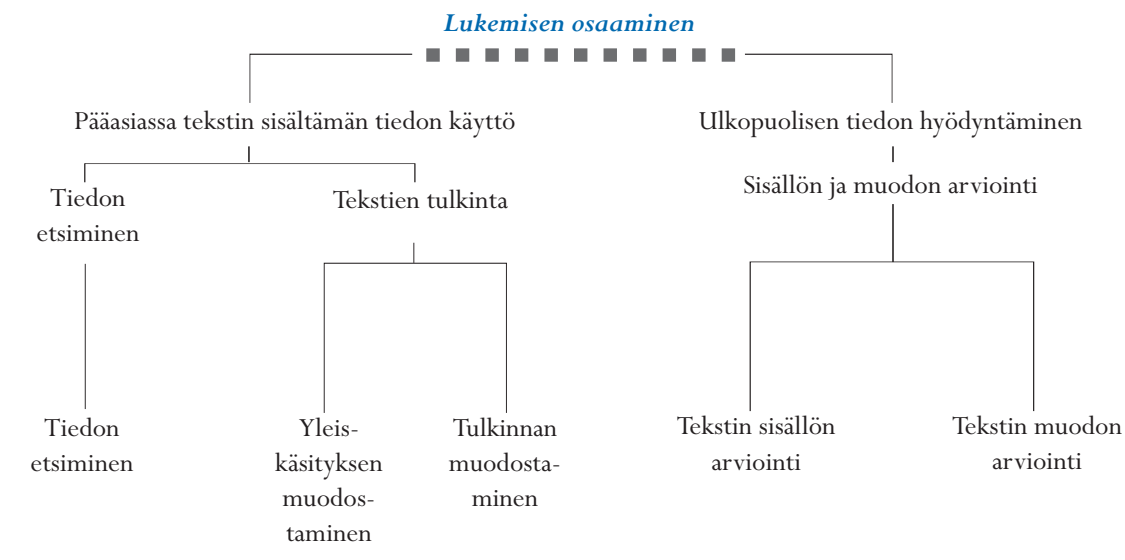 Lukemisen osaaminen
Pääasiassa tekstin sisältämän tiedon käyttö
Ulkopuolisen tiedon hyödyntäminen
Tiedon
etsiminen
Tekstien tulkinta
Sisällön ja muodon arviointi
Tiedon
etsiminen
Yleis-
käsityksen
muodos-
taminen
Tulkinnan
muodosta-
minen
Tekstin sisällön
arviointi
Tekstin muodon
arviointi